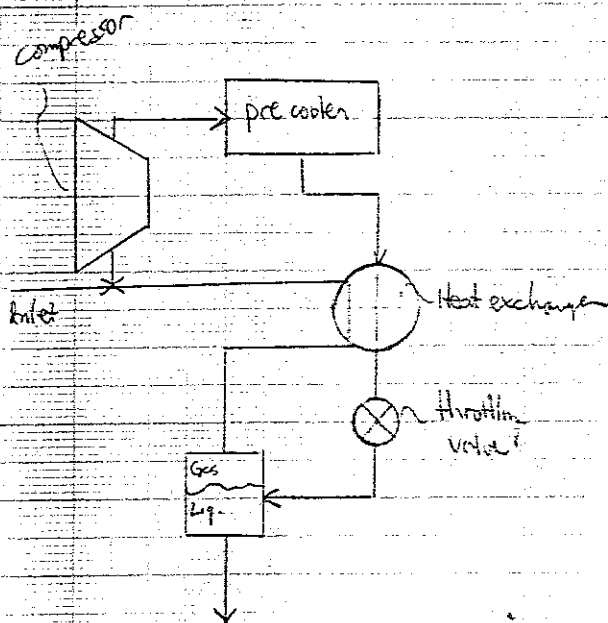 compressor
pre cooler
Inlet
Heat exchanger
throttling
valve
Gas
Liq.